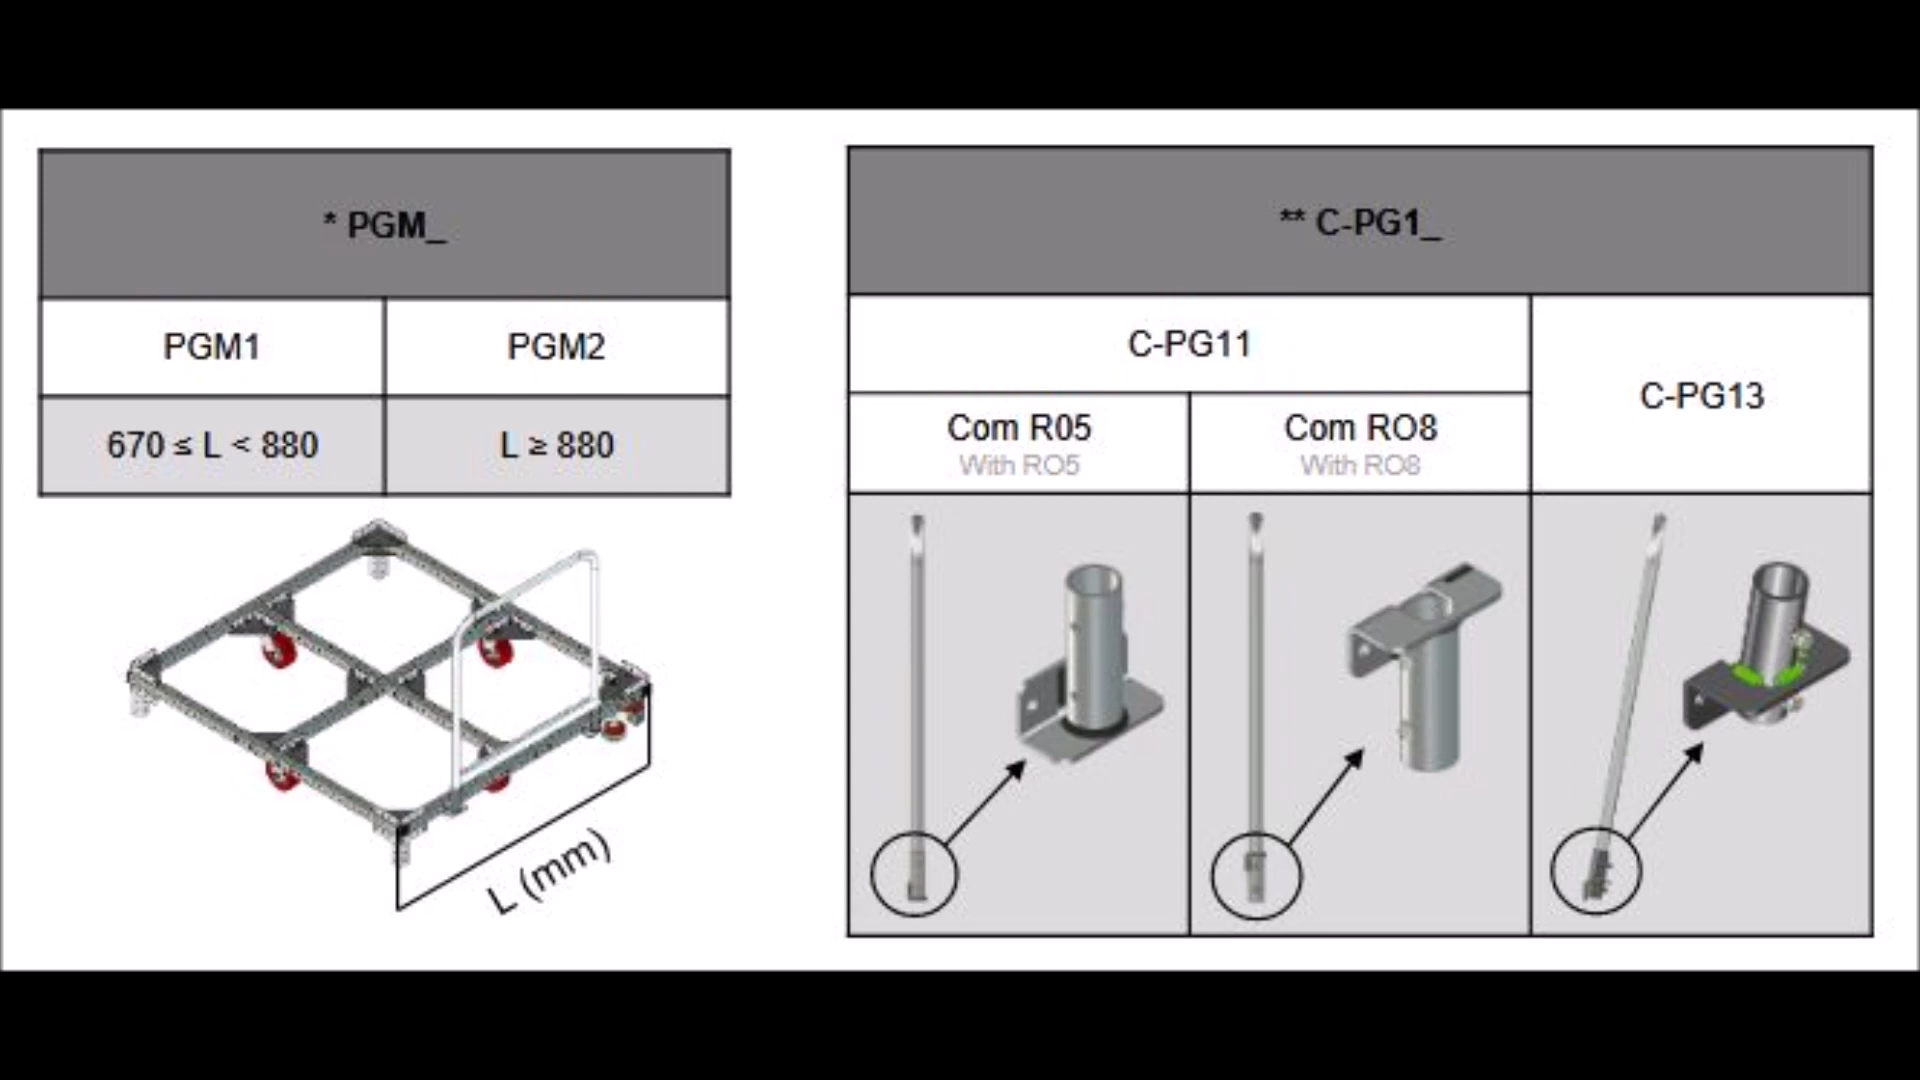 * PGM_
PGM1
PGM2
670 ≤ L < 880
L ≥ 880
L (mm)
** C-PG1_
C-PG11
C-PG13
Com R05
With RO5
Com RO8
With RO8